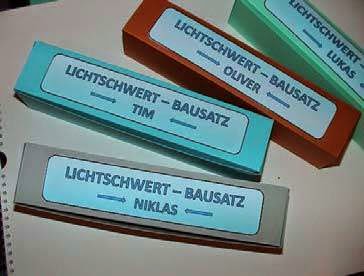 LICHTSCHWERT – BAUSATZ
LUKAS
LICHTSCHWERT – BAUSATZ
OLIVER
LICHTSCHWERT – BAUSATZ
TIM
LICHTSCHWERT – BAUSATZ
NIKLAS